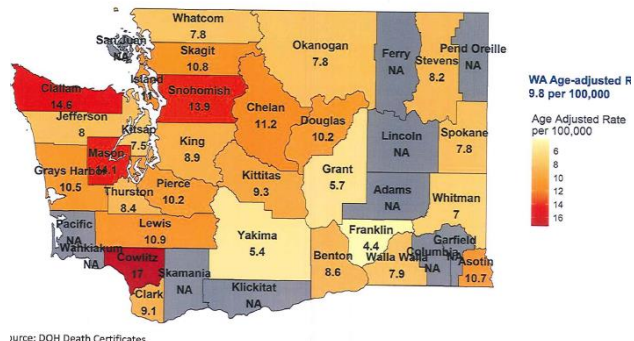 Whatcom
7.8
San Juan
NA
Skagit
10.8
Okanogan
7.8
Ferry
NA
Stevens
8.2
Pend Oreille
NA
Island
11
Clallam
14.6
Snohomish
13.9
Jefferson
8
Chelan
11.2
Douglas
10.2
Lincoln
NA
Spokane
7.8
Kitsap
7.5
King
8.9
Mason
14.1
Grays Harbor
10.5
Kittitas
9.3
Grant
5.7
Adams
NA
Whitman
7
Thurston
8.4
Pierce
10.2
Pacific
NA
Lewis
10.9
Yakima
5.4
Franklin
4.4
Benton
8.6
Walla Walla
7.9
Columbia
NA
Garfield
NA
Asotin
10.7
Wahkiakum
NA
Cowlitz
17
Skamania
NA
Klickitat
NA
Clark
9.1
WA Age-adjusted R
9.8 per 100,000
Age Adjusted Rate
per 100,000
6
8
10
12
14
16
ource: DOH Death Certificates